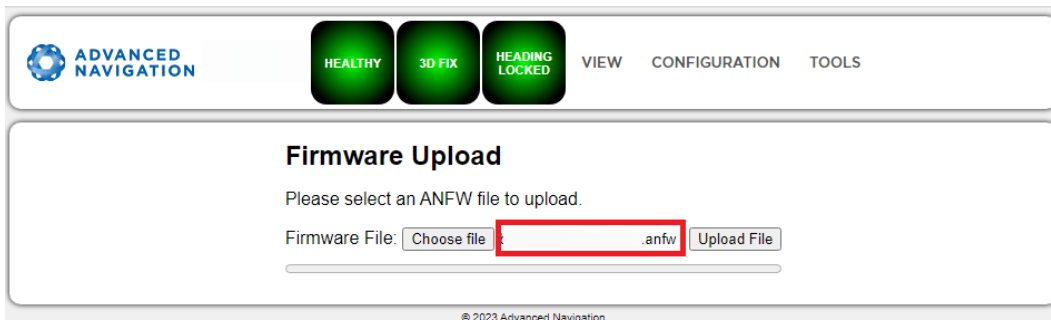 ADVANCED
NAVIGATION
HEALTHY
3D FIX
HEADING
LOCKED
VIEW
CONFIGURATION
TOOLS
Firmware Upload
Please select an ANFW file to upload.
Firmware File: Choose file .anfw Upload File
© 2023 Advanced Navigation